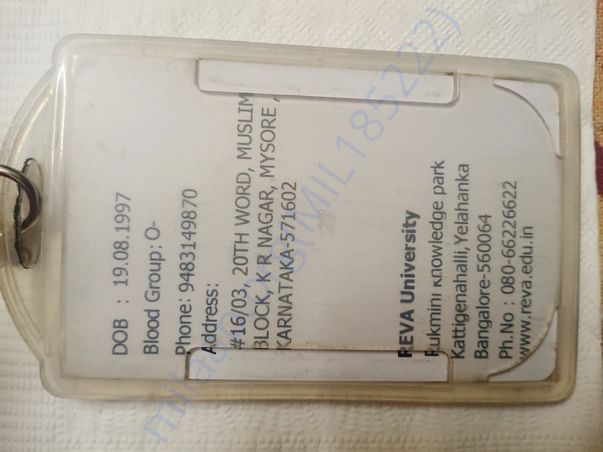 DOB : 19.08.1997
Blood Group: O-
Phone: 9483149870
Address:
#16/03, 20TH WORD, MUSLIM
BLOCK, K R NAGAR, MYSORE ,
KARNATAKA-571602
REVA University
Rukmini knowledge park
Kattigenahalli, Yelahanka
Bangalore-560064
Ph.No : 080-66226622
www.reva.edu.in